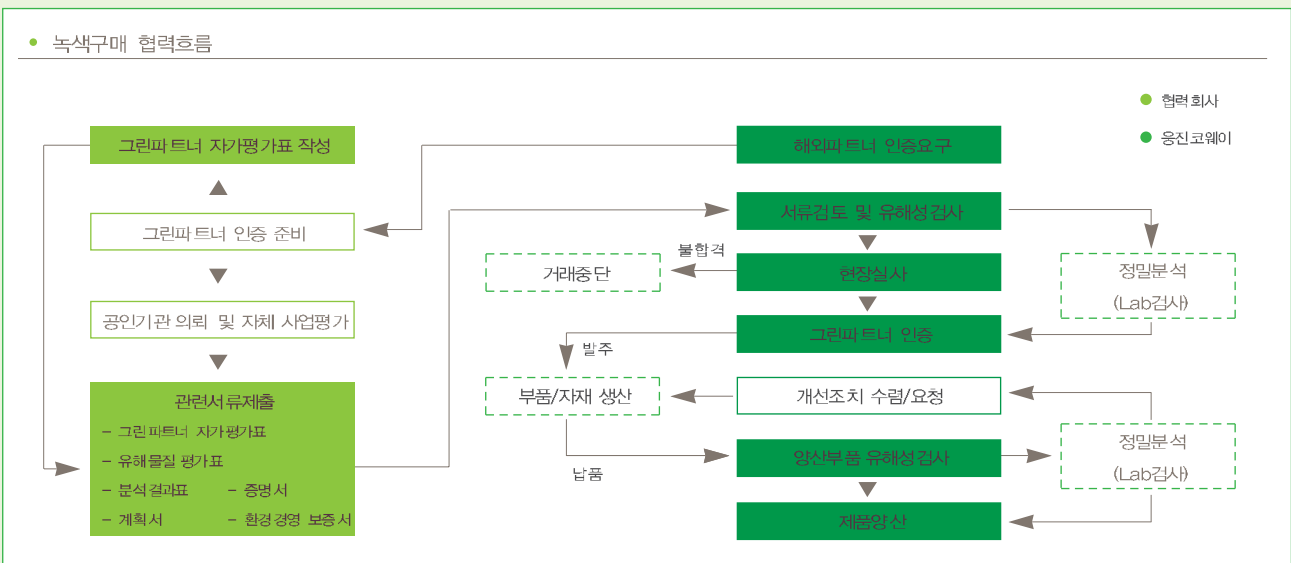 • 녹색구매 협력흐름
● 협력회사
● 웅진코웨이
그린파트너 자가평가표 작성
그린파트너 인증 준비
공인기관 의뢰 및 자체 사업평가
관련서류제출
– 그린파트너 자가평가표
– 유해물질 평가표
– 분석결과표 – 증명서
– 계획서 – 환경경영 보증서
해외파트너 인증요구
서류검토 및 유해성검사
불합격
거래중단
현장실사
정밀분석
(Lab검사)
그린파트너 인증
발주
부품/자재 생산
개선조치 수렴/요청
납품
양산부품 유해성검사
정밀분석
(Lab검사)
제품양산